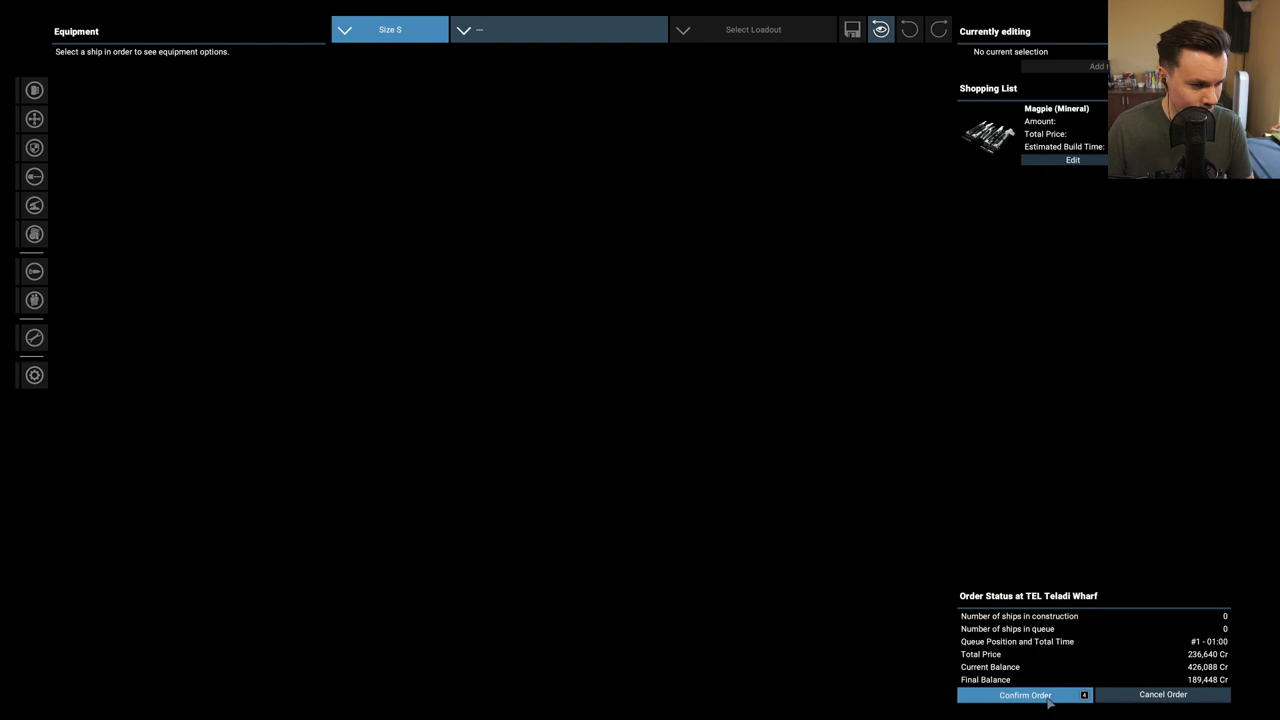 Equipment
Select a ship in order to see equipment options.
Size S
—
Select Loadout
Currently editing
No current selection
Add
Shopping List
Magpie (Mineral)
Amount:
Total Price:
Estimated Build Time:
Edit
Order Status at TEL Teladi Wharf
Number of ships in construction 0
Number of ships in queue 0
Queue Position and Total Time #1 - 01:00
Total Price 236,640 Cr
Current Balance 426,088 Cr
Final Balance 189,448 Cr
Confirm Order 4
Cancel Order